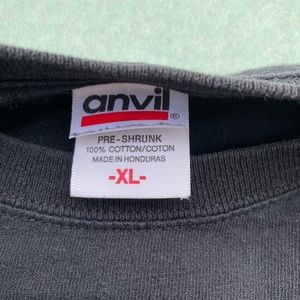 anvil®
PRE-SHRUNK
100% COTTON/COTON
MADE IN HONDURAS
-XL-